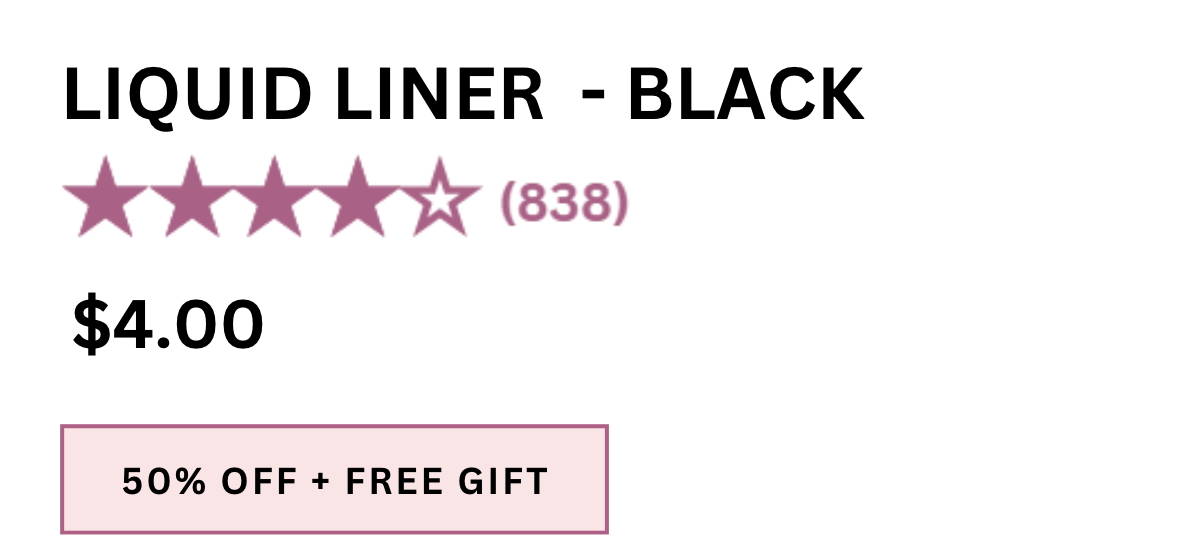 LIQUID LINER - BLACK
(838)
$4.00
50% OFF + FREE GIFT